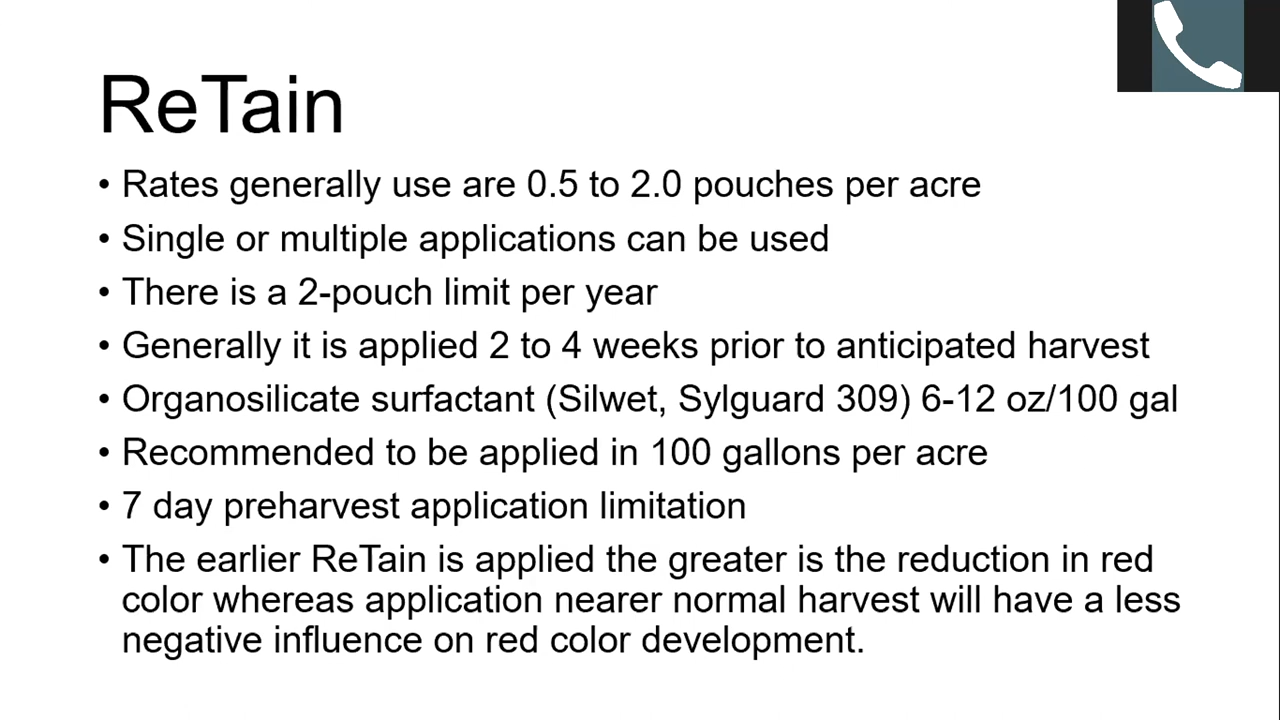 ReTain
• Rates generally use are 0.5 to 2.0 pouches per acre
• Single or multiple applications can be used
• There is a 2-pouch limit per year
• Generally it is applied 2 to 4 weeks prior to anticipated harvest
• Organosilicate surfactant (Silwet, Sylguard 309) 6-12 oz/100 gal
• Recommended to be applied in 100 gallons per acre
• 7 day preharvest application limitation
• The earlier ReTain is applied the greater is the reduction in red
color whereas application nearer normal harvest will have a less
negative influence on red color development.